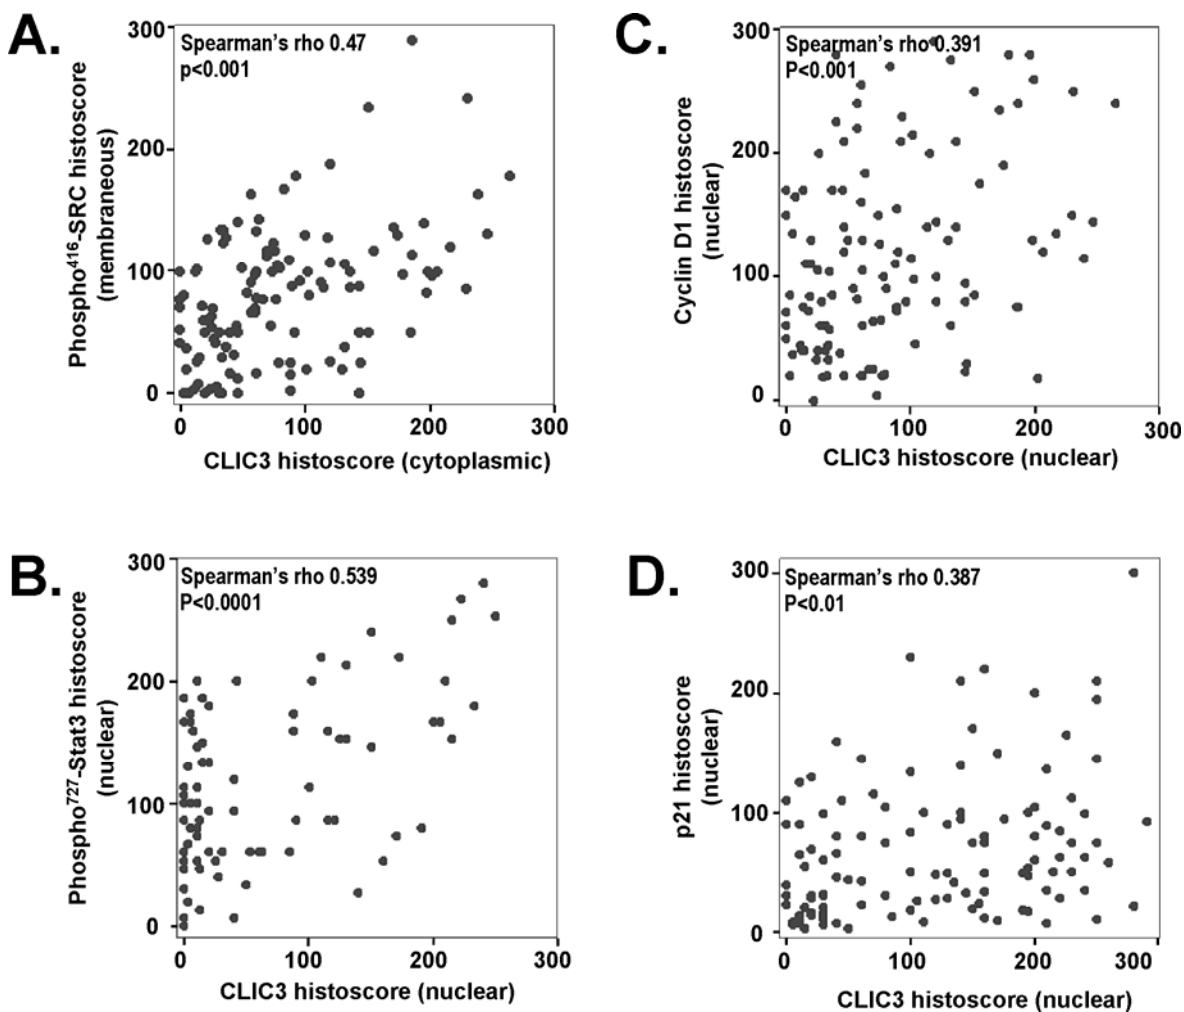 A.
Spearman's rho 0.47
p<0.001
300
200
100
0
0 100 200 300
Phospho⁴¹⁶-SRC histoscore
(membraneous)
CLIC3 histoscore (cytoplasmic)
C.
Spearman's rho 0.391
P<0.001
300
200
100
0
0 100 200 300
Cyclin D1 histoscore
(nuclear)
CLIC3 histoscore (nuclear)
B.
Spearman's rho 0.539
P<0.0001
300
200
100
0
0 100 200 300
Phospho⁷²⁷-Stat3 histoscore
(nuclear)
CLIC3 histoscore (nuclear)
D.
Spearman's rho 0.387
P<0.01
300
200
100
0
0 100 200 300
p21 histoscore
(nuclear)
CLIC3 histoscore (nuclear)